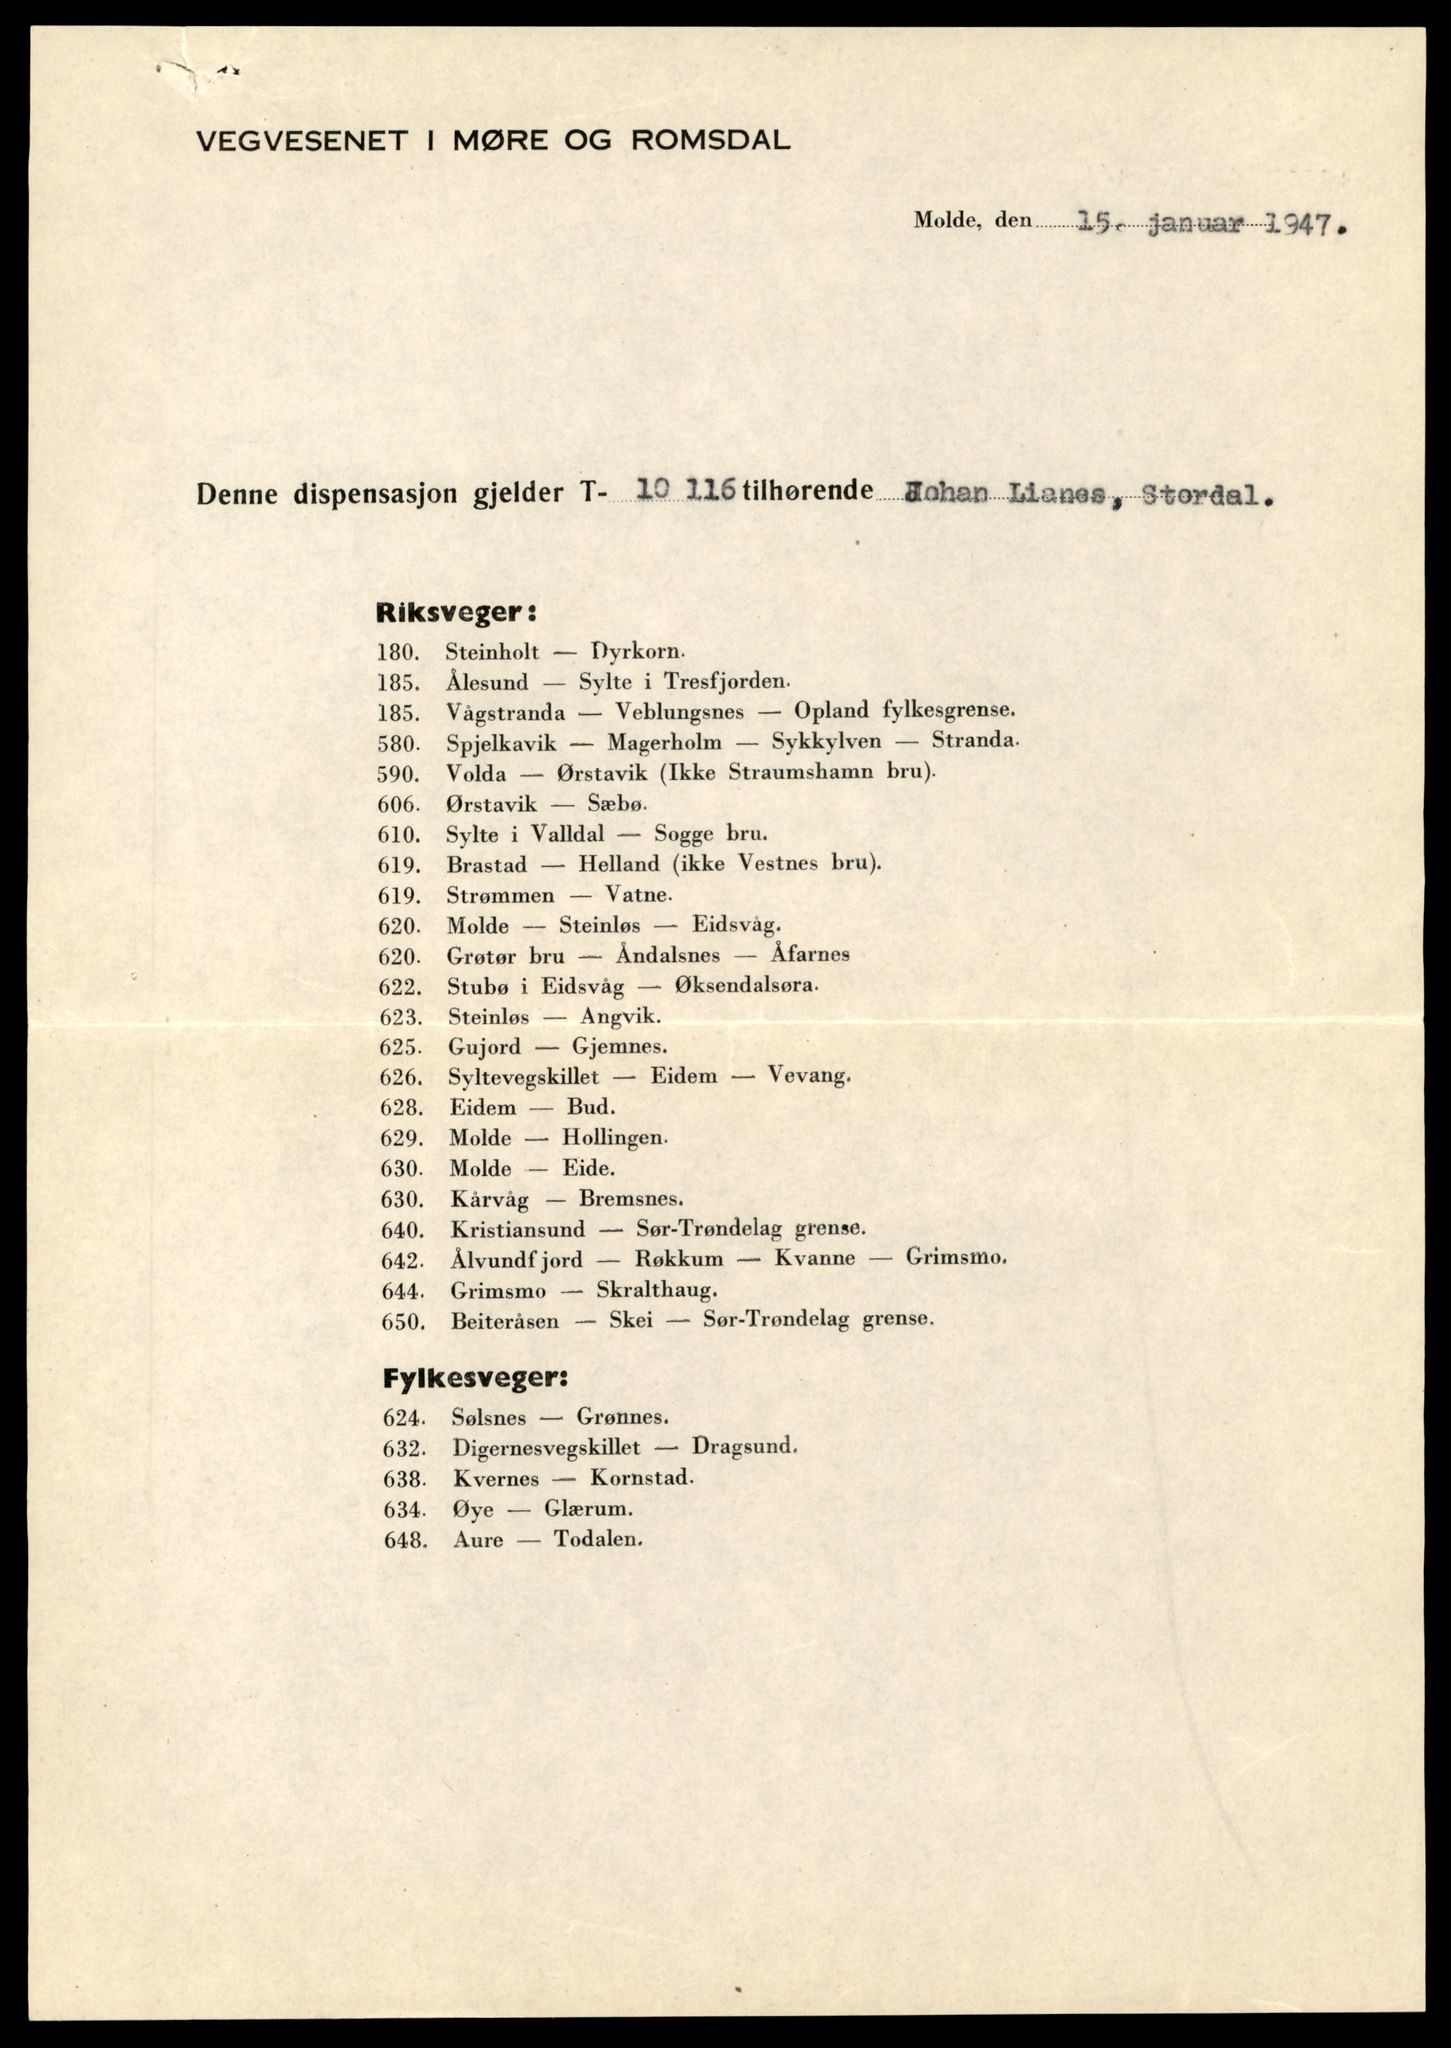 VEGVESENET I MØRE OG ROMSDAL
Molde, den 15. januar 1947.
Denne dispensasjon gjelder T- 10 116 tilhørende Johan Lianes, Stordal.
Riksveger:
180. Steinholt — Dyrkorn.
185. Ålesund — Sylte i Tresfjorden.
185. Vågstranda — Veblungsnes — Opland fylkesgrense.
580. Spjelkavik — Magerholm — Sykkylven — Stranda.
590. Volda — Ørstavik (Ikke Straumshamn bru).
606. Ørstavik — Sæbø.
610. Sylte i Valldal — Sogge bru.
619. Brastad — Helland (ikke Vestnes bru).
619. Strømmen — Vatne.
620. Molde — Steinløs — Eidsvåg.
620. Grøtør bru — Åndalsnes — Åfarnes
622. Stubø i Eidsvåg — Øksendalsøra.
623. Steinløs — Angvik.
625. Gujord — Gjemnes.
626. Syltevegskillet — Eidem — Vevang.
628. Eidem — Bud.
629. Molde — Hollingen.
630. Molde — Eide.
630. Kårvåg — Bremsnes.
640. Kristiansund — Sør-Trøndelag grense.
642. Ålvundfjord — Røkkum — Kvanne — Grimsmo.
644. Grimsmo — Skralthaug.
650. Beiteråsen — Skei — Sør-Trøndelag grense.
Fylkesveger:
624. Sølsnes — Grønnes.
632. Digernesvegskillet — Dragsund.
638. Kvernes — Kornstad.
634. Øye — Glærum.
648. Aure — Todalen.